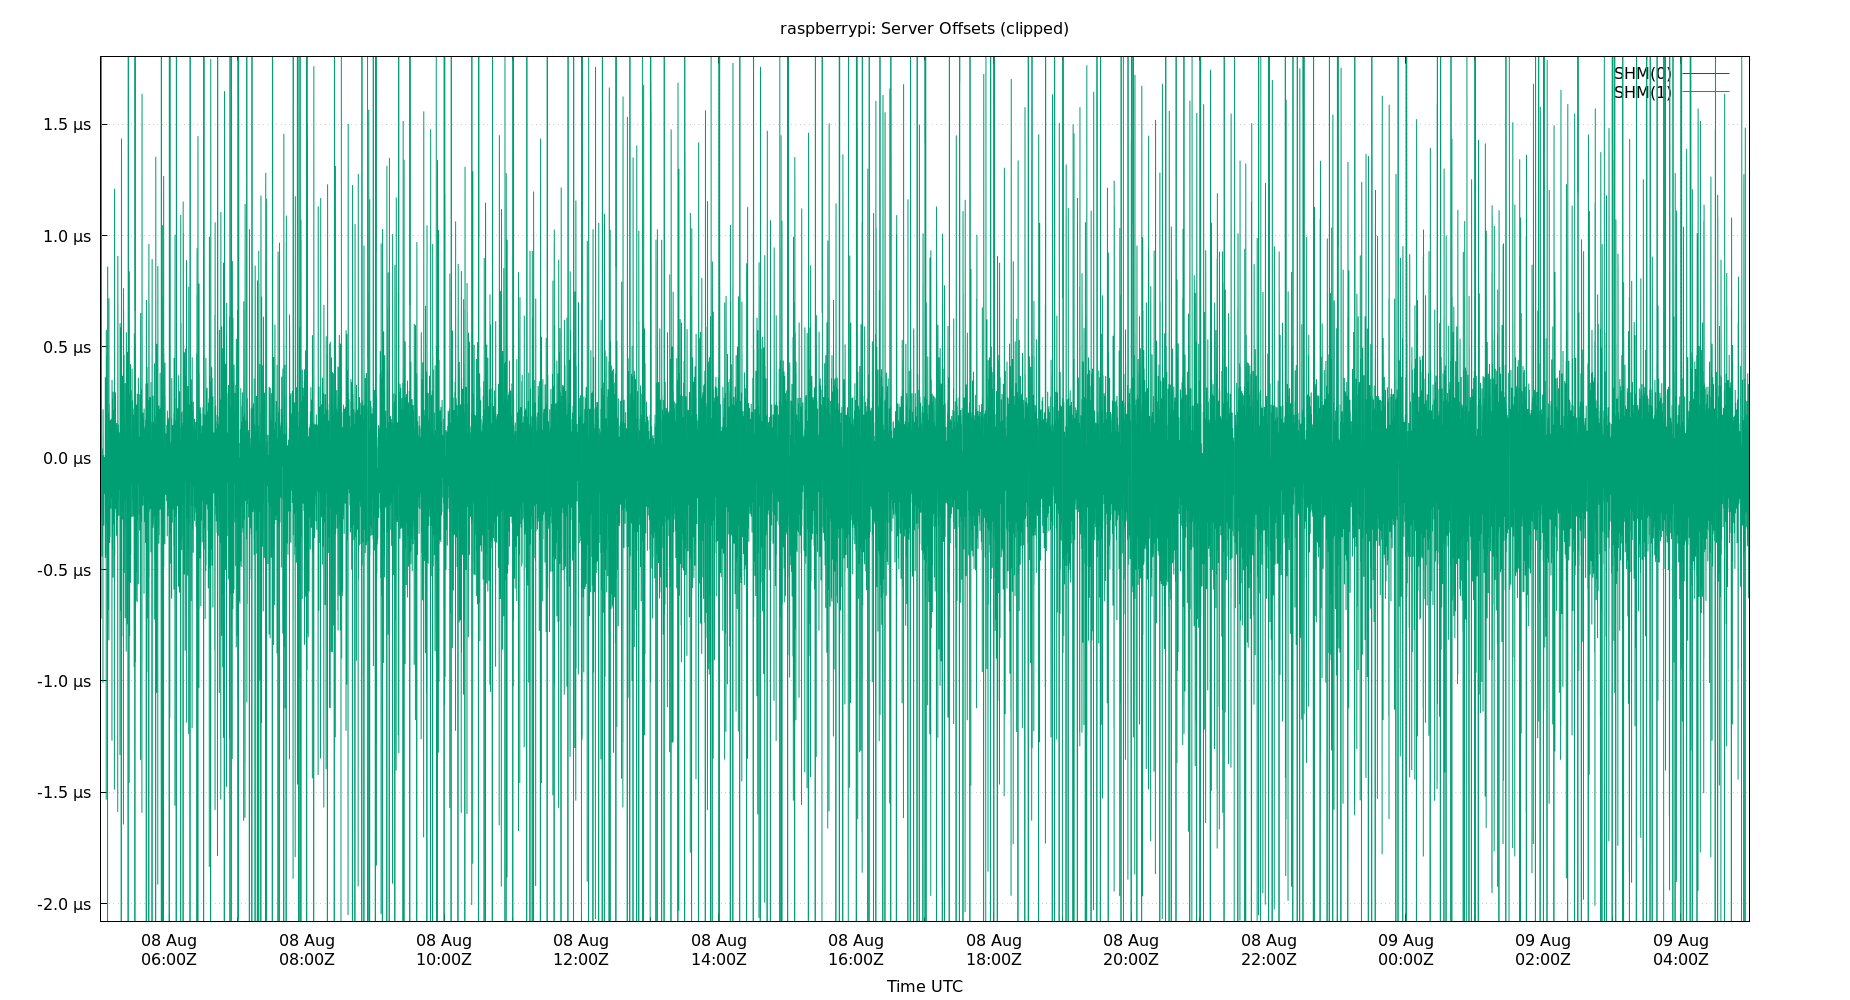 raspberrypi: Server Offsets (clipped)
SHM(0)
SHM(1)
1.5 µs
1.0 µs
0.5 µs
0.0 µs
-0.5 µs
-1.0 µs
-1.5 µs
-2.0 µs
08 Aug 08 Aug 08 Aug 08 Aug 08 Aug 08 Aug 08 Aug 08 Aug 08 Aug 09 Aug 09 Aug 09 Aug
06:00Z 08:00Z 10:00Z 12:00Z 14:00Z 16:00Z 18:00Z 20:00Z 22:00Z 00:00Z 02:00Z 04:00Z
Time UTC